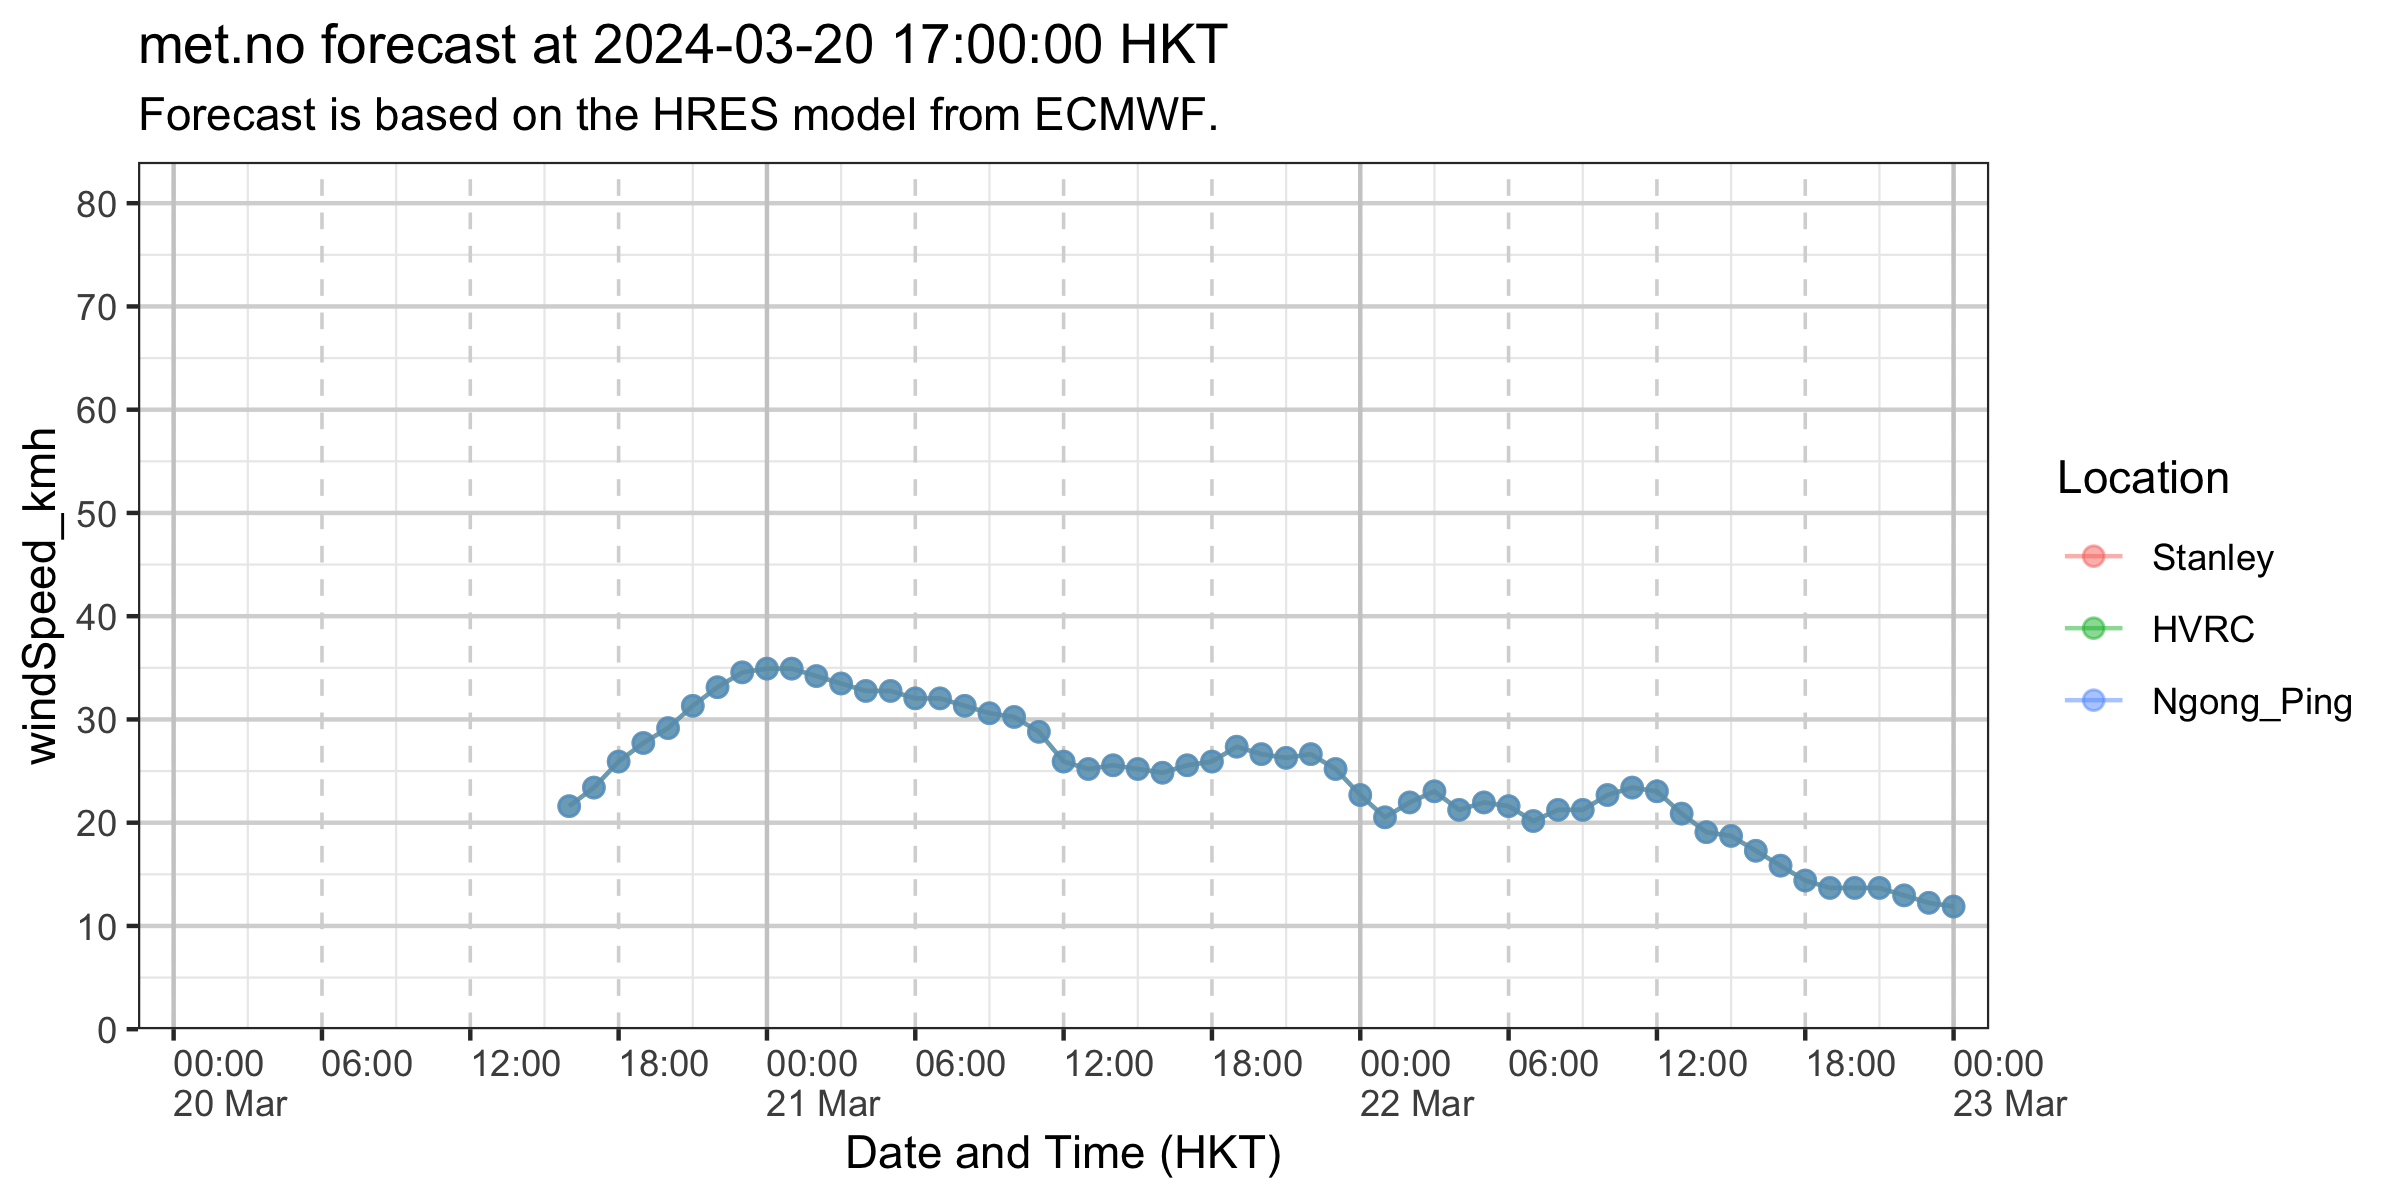 met.no forecast at 2024-03-20 17:00:00 HKT
Forecast is based on the HRES model from ECMWF.
windSpeed_kmh
80
70
60
50
40
30
20
10
0
00:00 06:00 12:00 18:00 00:00 06:00 12:00 18:00 00:00 06:00 12:00 18:00 00:00
20 Mar 21 Mar 22 Mar 23 Mar
Date and Time (HKT)
Location
Stanley
HVRC
Ngong_Ping